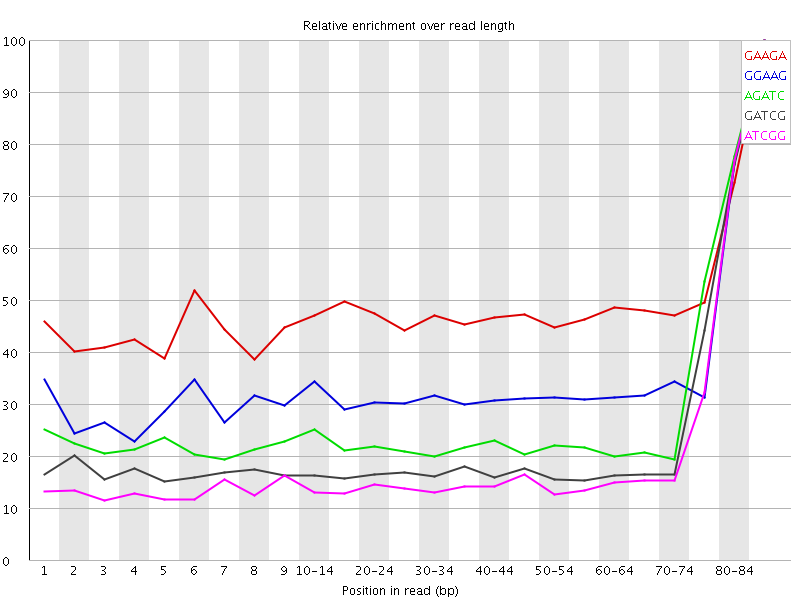 Relative enrichment over read length
100
90
80
70
60
50
40
30
20
10
0
GAAGA
GGAAG
AGATC
GATCG
ATCGG
1 2 3 4 5 6 7 8 9 10-14 20-24 30-34 40-44 50-54 60-64 70-74 80-84
Position in read (bp)